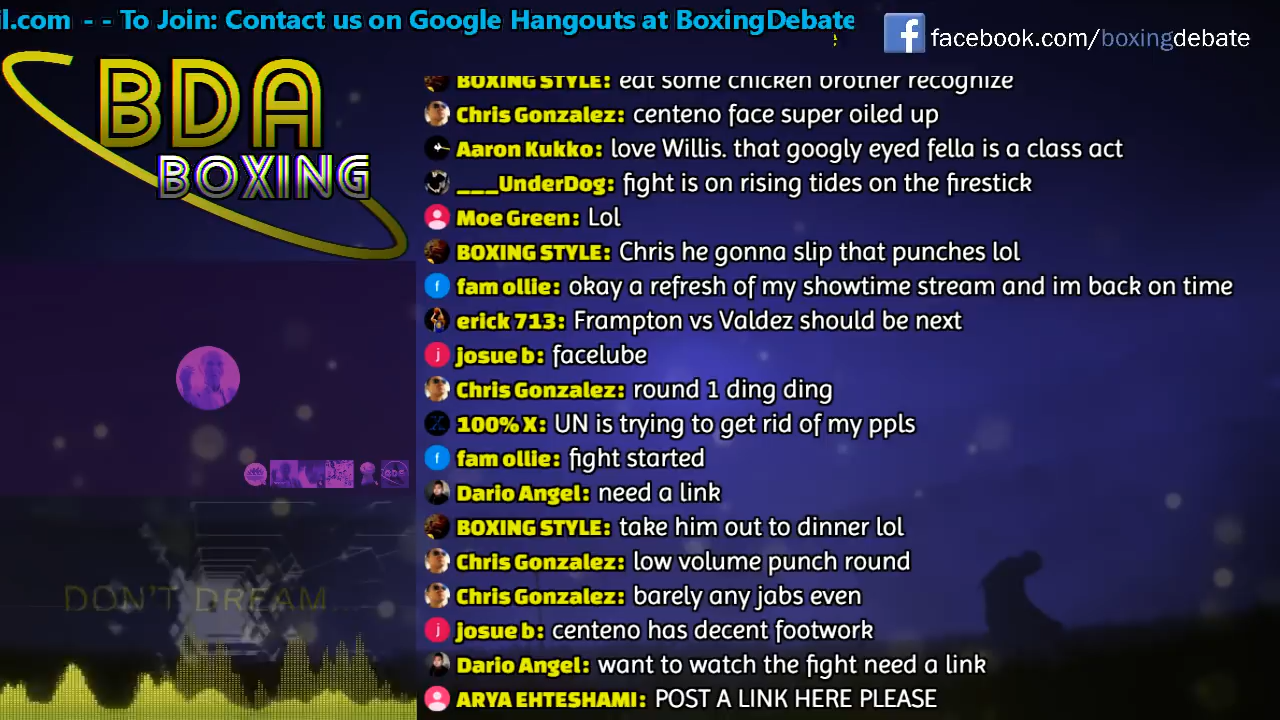 il.com - - To Join: Contact us on Google Hangouts at BoxingDebate
facebook.com/boxingdebate
BDA
BOXING
BOXING STYLE: eat some chicken brother recognize
Chris Gonzalez: centeno face super oiled up
Aaron Kukko: love Willis. that googly eyed fella is a class act
___UnderDog: fight is on rising tides on the firestick
Moe Green: Lol
BOXING STYLE: Chris he gonna slip that punches lol
fam ollie: okay a refresh of my showtime stream and im back on time
erick 713: Frampton vs Valdez should be next
josue b: facelube
Chris Gonzalez: round 1 ding ding
100% X: UN is trying to get rid of my ppls
fam ollie: fight started
Dario Angel: need a link
BOXING STYLE: take him out to dinner lol
Chris Gonzalez: low volume punch round
Chris Gonzalez: barely any jabs even
josue b: centeno has decent footwork
Dario Angel: want to watch the fight need a link
ARYA EHTESHAMI: POST A LINK HERE PLEASE
DON'T DREAM...